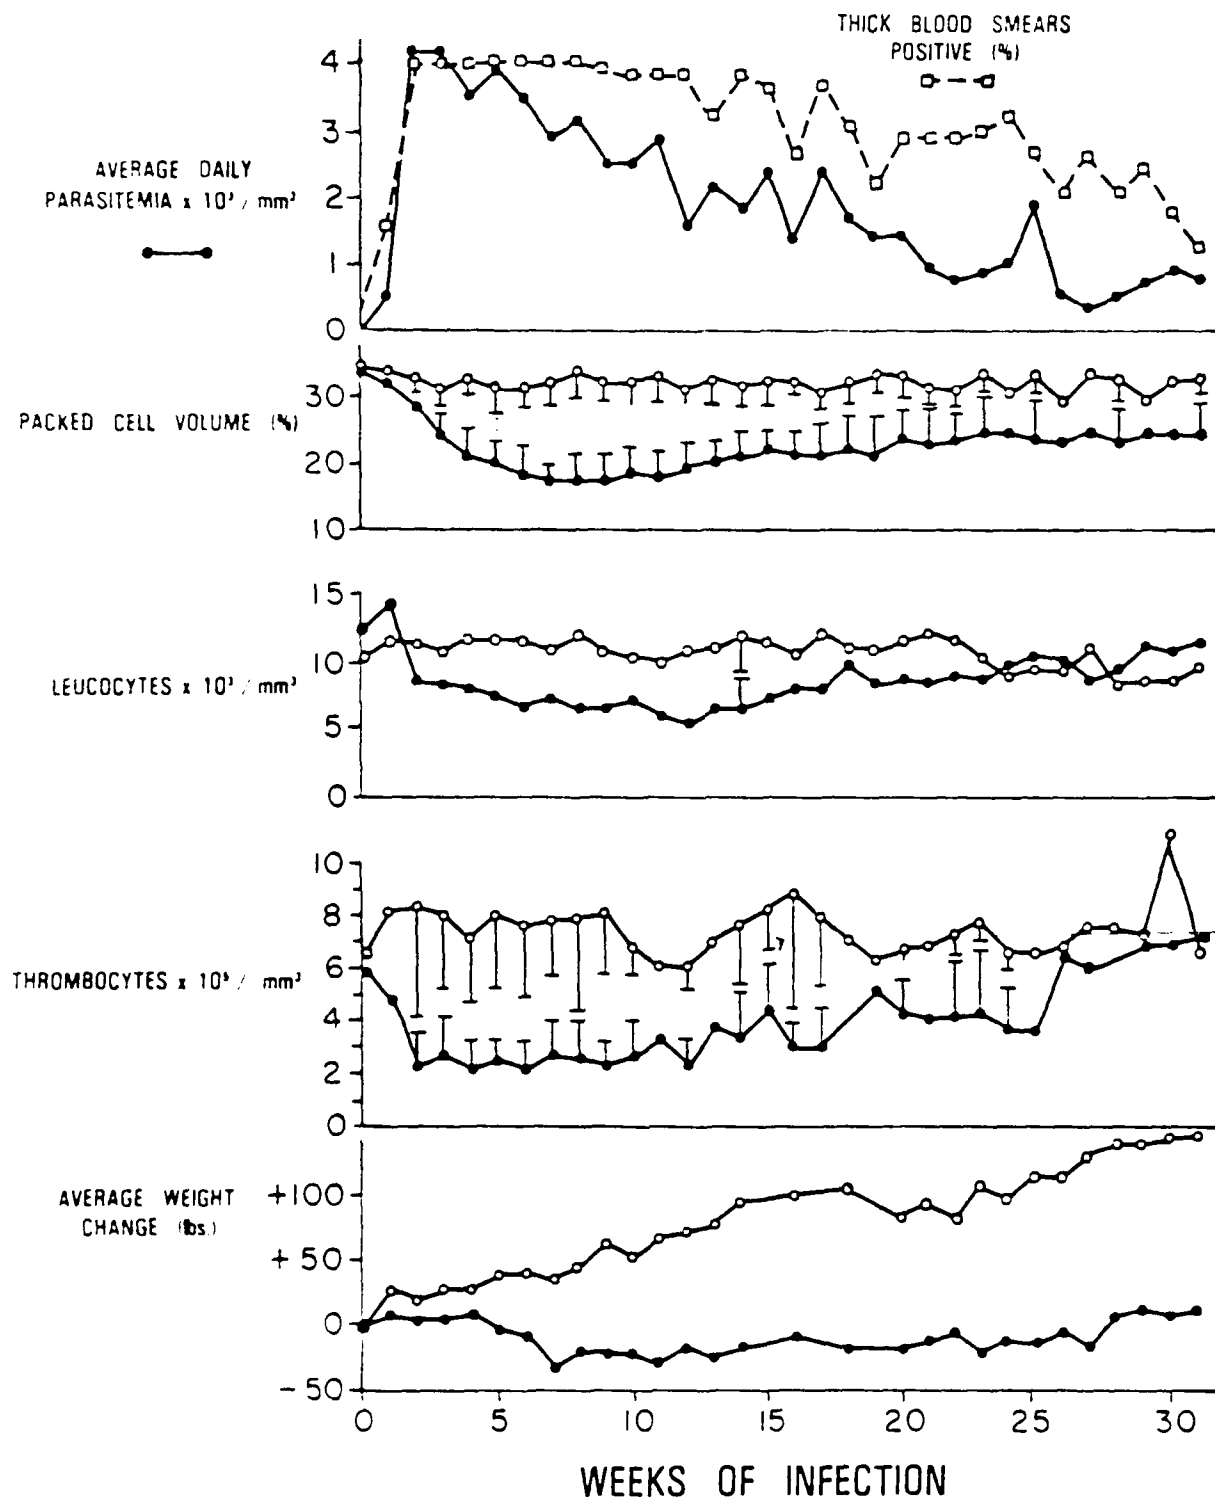 THICK BLOOD SMEARS
POSITIVE (%)
4
3
2
1
0
AVERAGE DAILY
PARASITEMIA x 10³ / mm³
30
20
10
PACKED CELL VOLUME (%)
15
10
5
0
LEUCOCYTES x 10³ / mm³
10
8
6
4
2
0
THROMBOCYTES x 10⁵ / mm³
+100
+50
0
-50
AVERAGE WEIGHT
CHANGE (lbs.)
0 5 10 15 20 25 30
WEEKS OF INFECTION